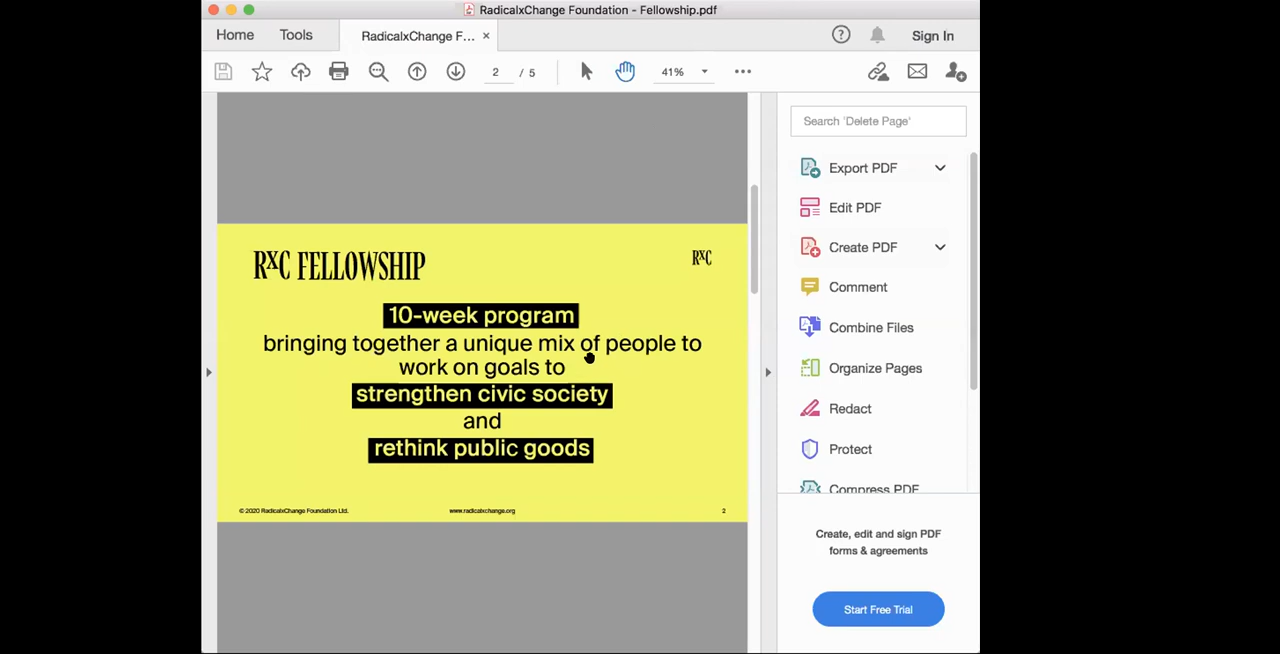 RadicalxChange Foundation - Fellowship.pdf
Home Tools RadicalxChange F... × Sign In
2 / 5 41%
Search 'Delete Page'
Export PDF
Edit PDF
Create PDF
Comment
Combine Files
Organize Pages
Redact
Protect
Compress PDF
Create, edit and sign PDF
forms & agreements
Start Free Trial
RxC FELLOWSHIP
RxC
10-week program
bringing together a unique mix of people to
work on goals to
strengthen civic society
and
rethink public goods
© 2020 RadicalxChange Foundation Ltd. www.radicalxchange.org 2